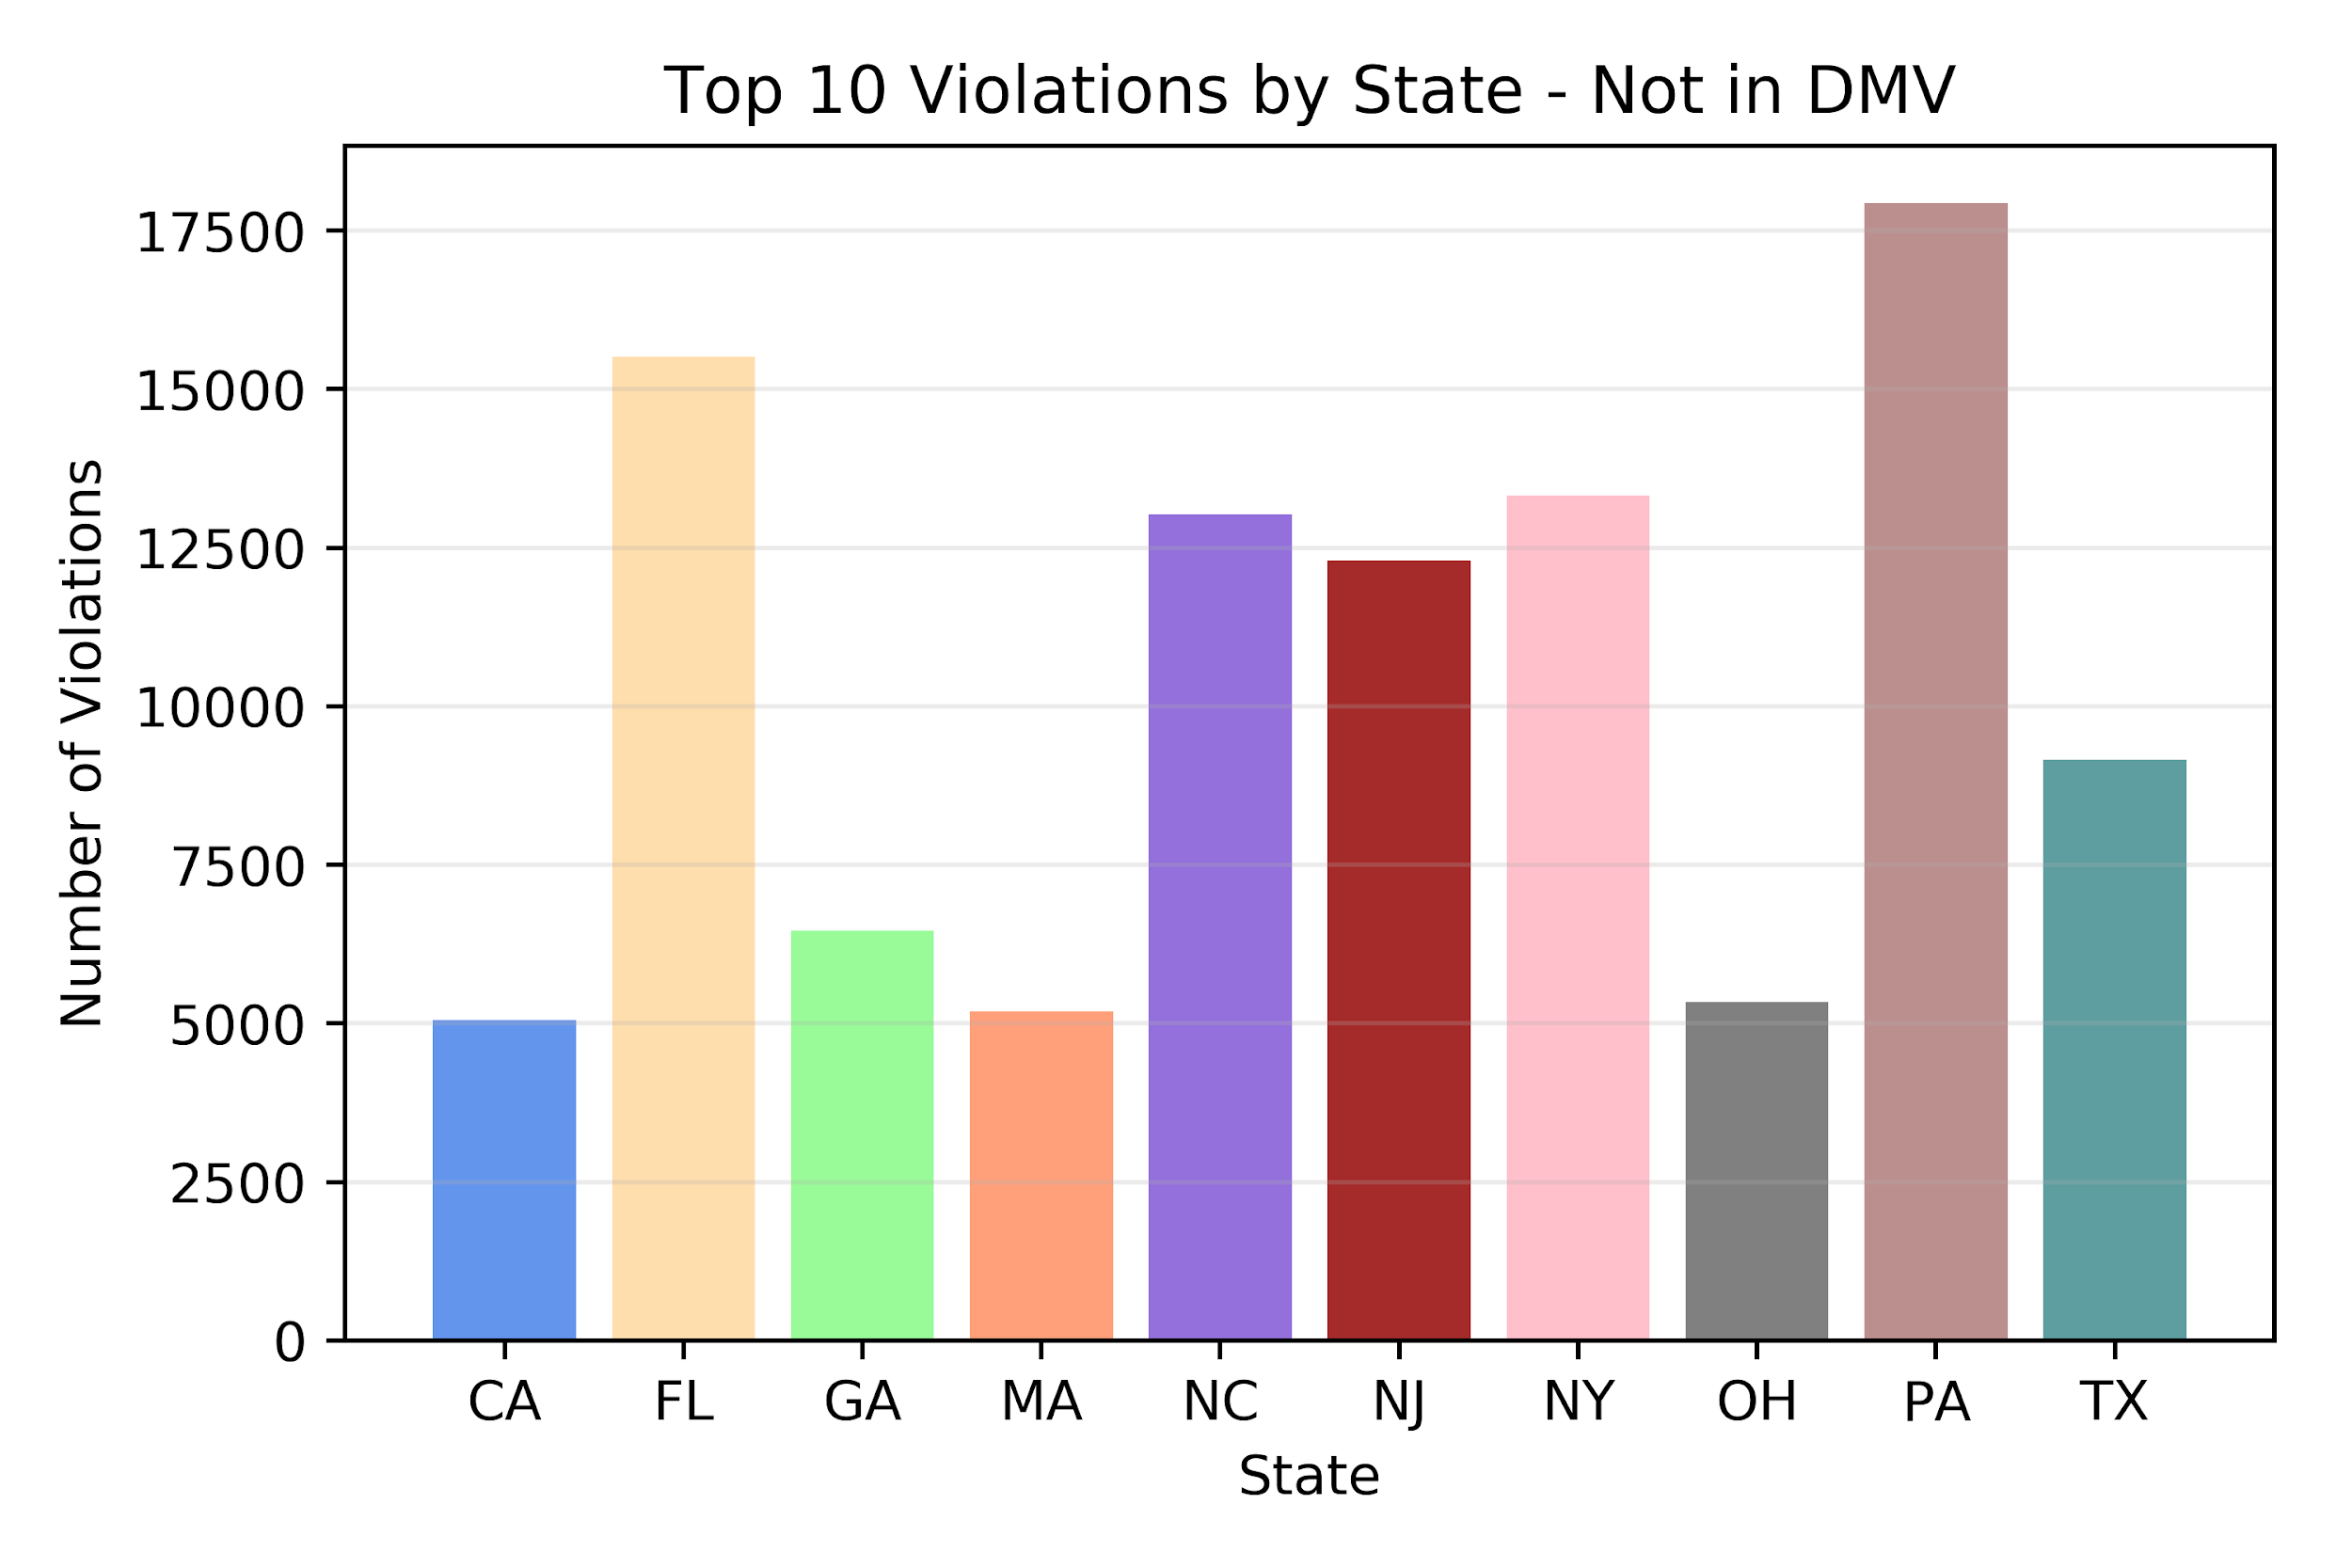 Top 10 Violations by State - Not in DMV
Number of Violations
17500
15000
12500
10000
7500
5000
2500
0
CA FL GA MA NC NJ NY OH PA TX
State